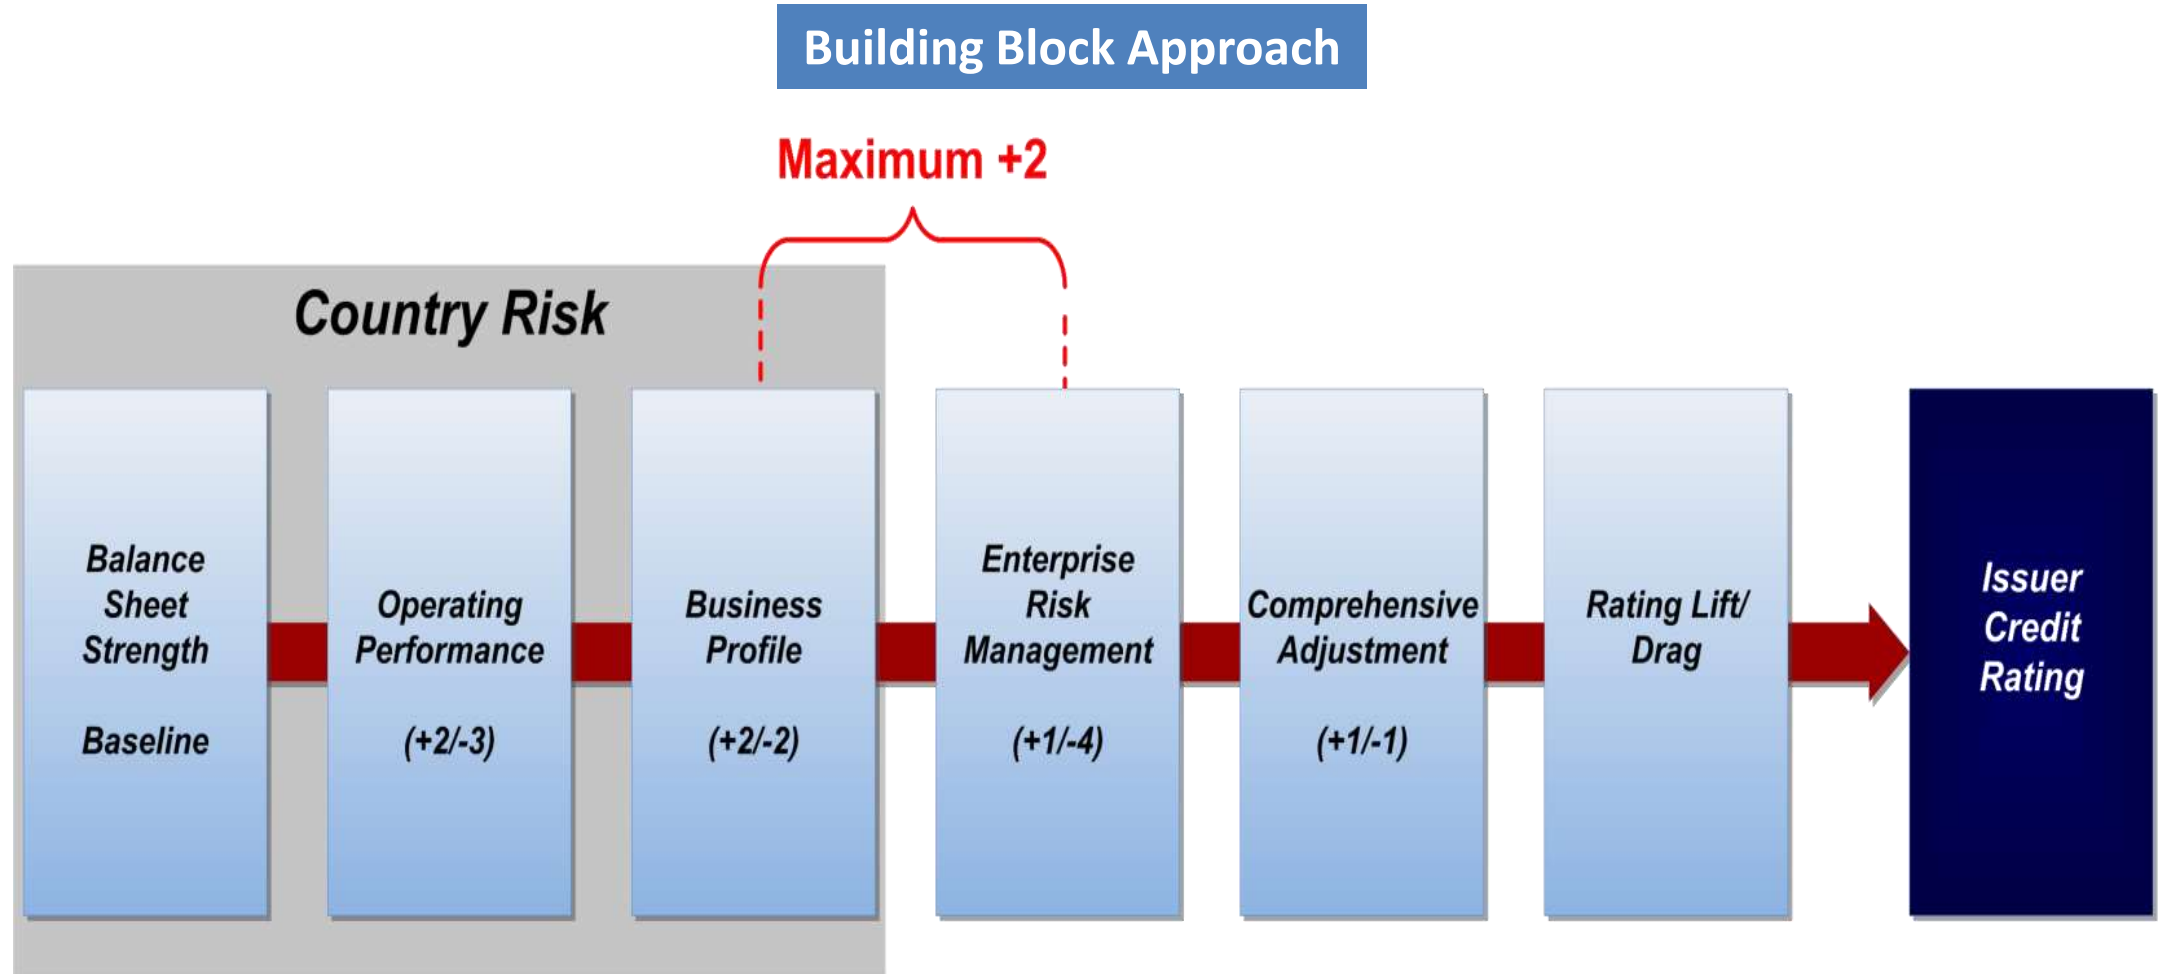 Building Block Approach
Maximum +2
Country Risk
Balance
Sheet
Strength
Baseline
Operating
Performance
(+2/-3)
Business
Profile
(+2/-2)
Enterprise
Risk
Management
(+1/-4)
Comprehensive
Adjustment
(+1/-1)
Rating Lift/
Drag
Issuer
Credit
Rating